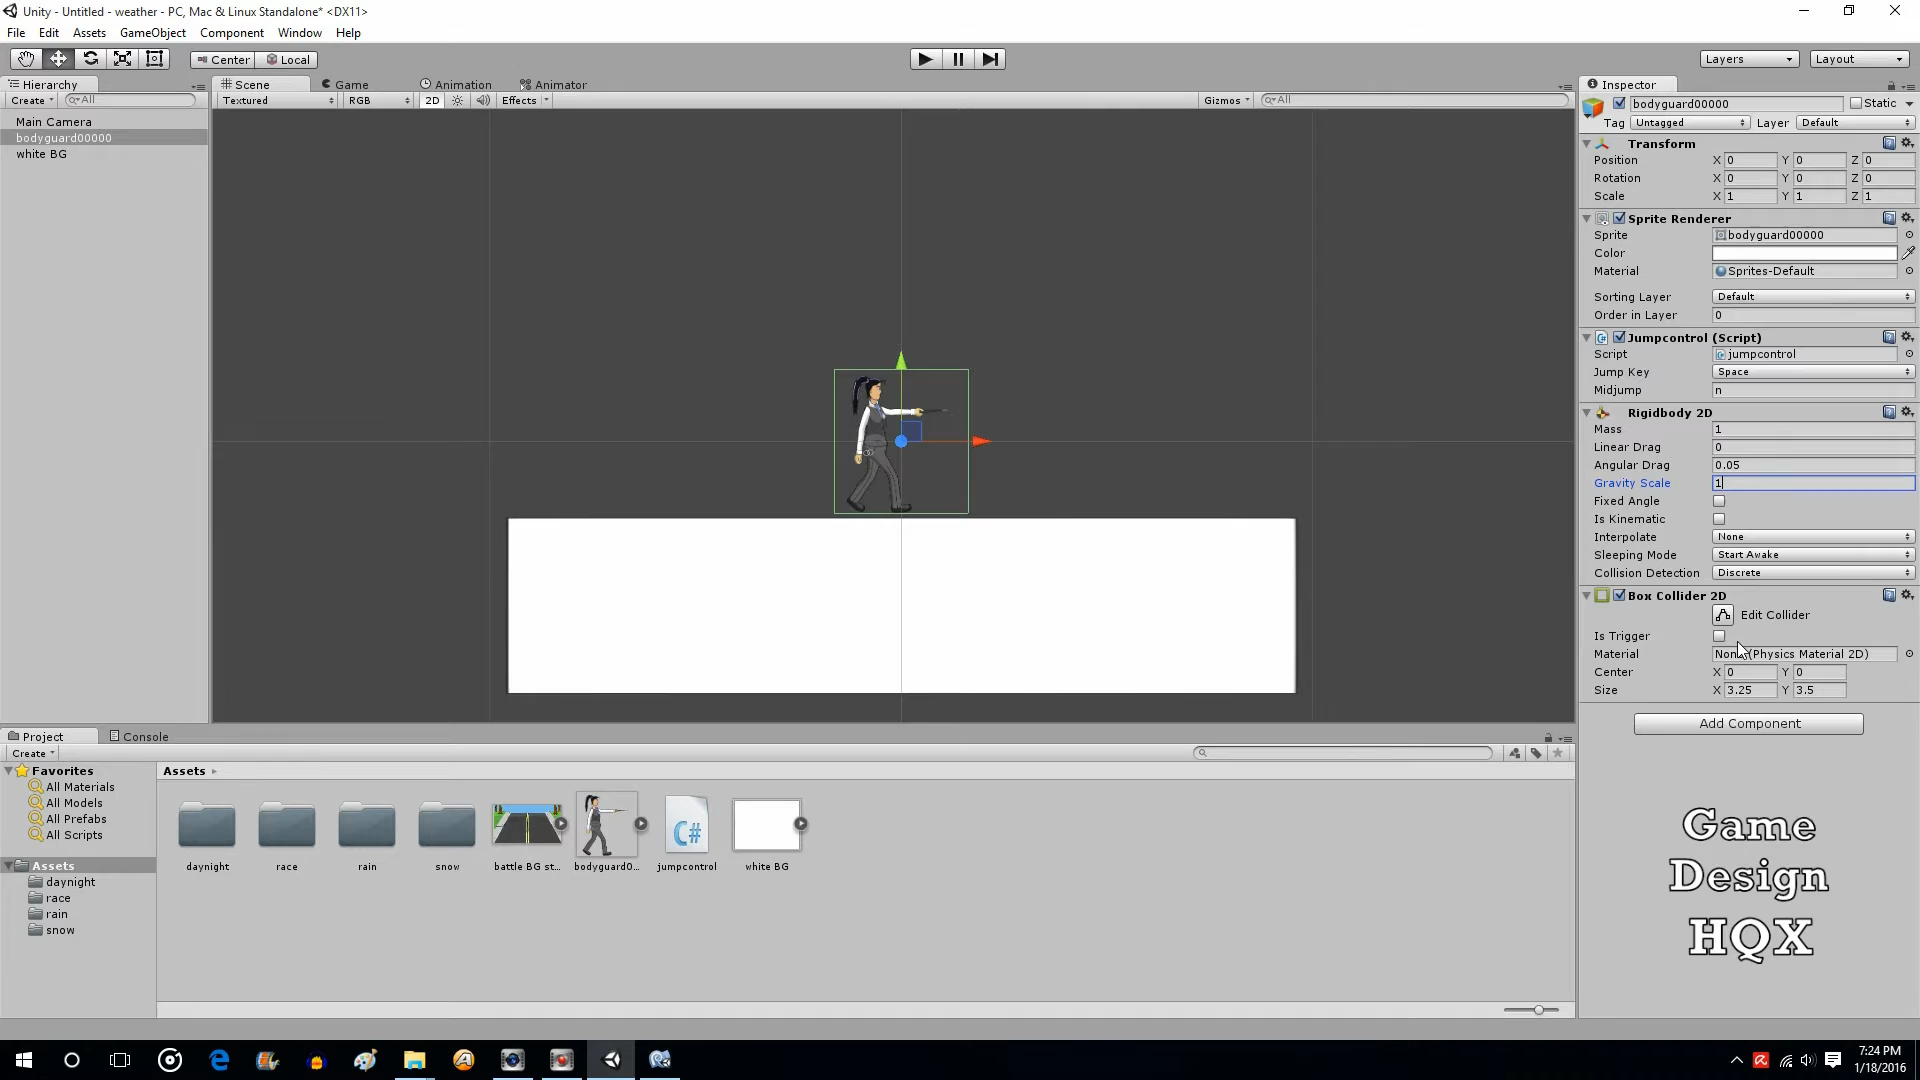 Unity - Untitled - weather - PC, Mac & Linux Standalone* <DX11>
File Edit Assets GameObject Component Window Help
Center Local Layers Layout
Hierarchy
Create All
Main Camera
bodyguard00000
white BG
Scene Game Animation Animator
Textured RGB 2D Effects Gizmos All
Inspector
bodyguard00000 Static
Tag Untagged Layer Default
Transform
Position X 0 Y 0 Z 0
Rotation X 0 Y 0 Z 0
Scale X 1 Y 1 Z 1
Sprite Renderer
Sprite bodyguard00000
Color
Material Sprites-Default
Sorting Layer Default
Order in Layer 0
Jumpcontrol (Script)
Script jumpcontrol
Jump Key Space
Midjump n
Rigidbody 2D
Mass 1
Linear Drag 0
Angular Drag 0.05
Gravity Scale 1
Fixed Angle
Is Kinematic
Interpolate None
Sleeping Mode Start Awake
Collision Detection Discrete
Box Collider 2D
Edit Collider
Is Trigger
Material (Physics Material 2D)
Center X 0 Y 0
Size X 3.25 Y 3.5
Add Component
Project Console
Create
Favorites
All Materials
All Models
All Prefabs
All Scripts
Assets
daynight
race
rain
snow
Assets
daynight race rain snow battle BG st... bodyguard0... jumpcontrol white BG
C#
Game
Design
HQX
7:24 PM
1/18/2016